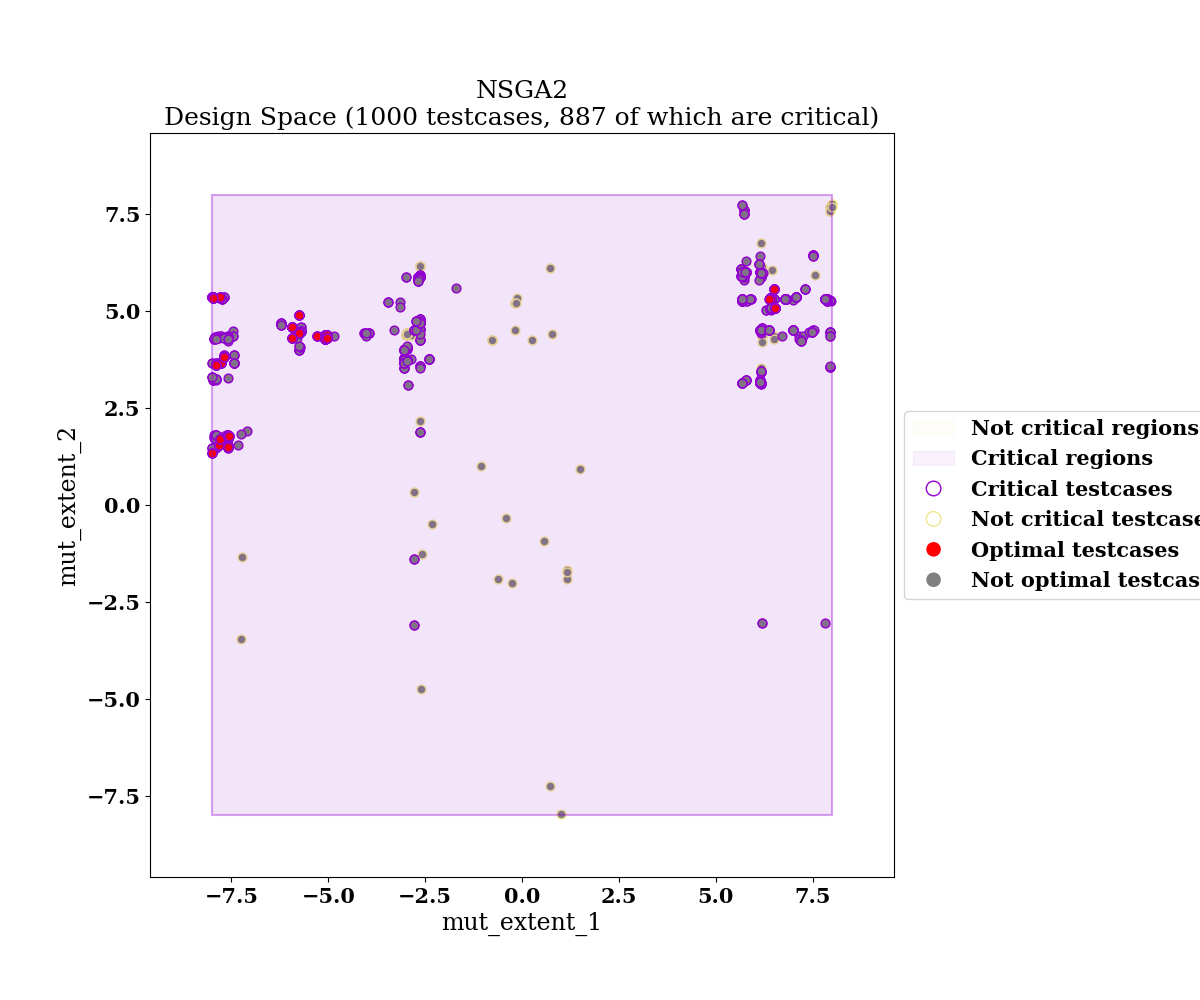 NSGA2
Design Space (1000 testcases, 887 of which are critical)
7.5
5.0
2.5
0.0
−2.5
−5.0
−7.5
mut_extent_2
−7.5 −5.0 −2.5 0.0 2.5 5.0 7.5
mut_extent_1
Not critical regions
Critical regions
Critical testcases
Not critical testcase
Optimal testcases
Not optimal testcas